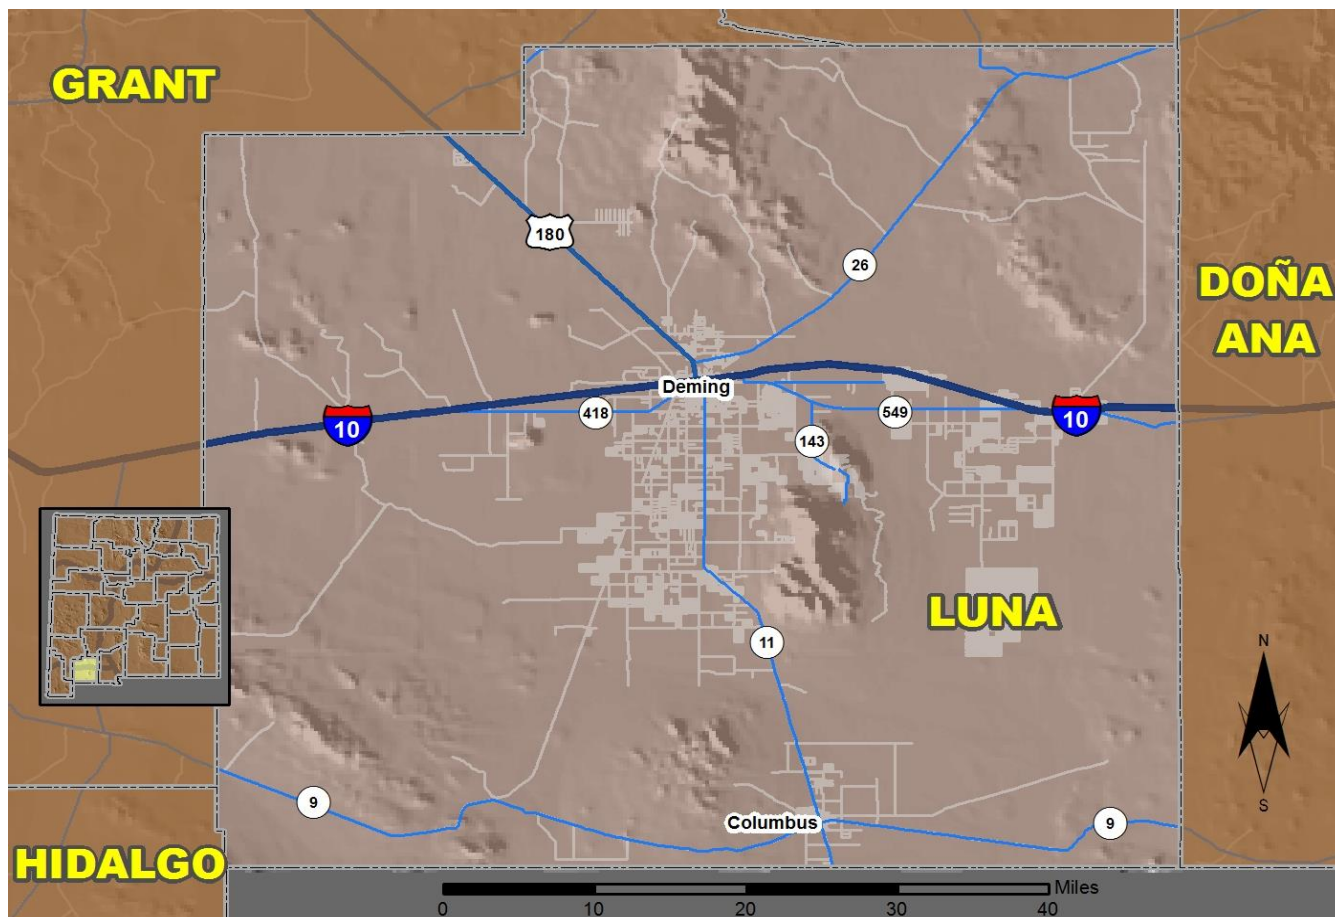 GRANT
180
26
DOÑA
ANA
Deming
10
418
549
10
143
LUNA
11
N
S
9
Columbus
9
HIDALGO
Miles
0 10 20 30 40